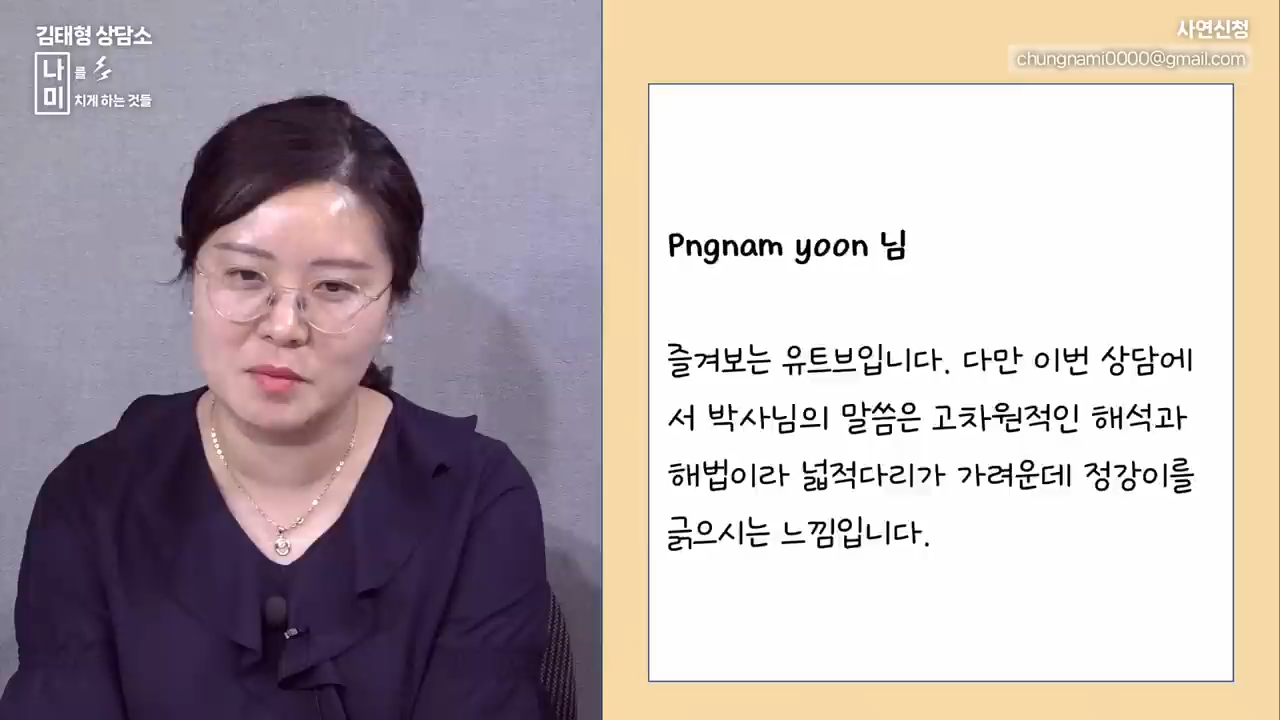 김태형 상담소
나를
미치게 하는 것들
사연신청
chungnami0000@gmail.com
Pngnam yoon 님
즐겨보는 유트브입니다. 다만 이번 상담에
서 박사님의 말씀은 고차원적인 해석과
해법이라 넓적다리가 가려운데 정강이를
긁으시는 느낌입니다.